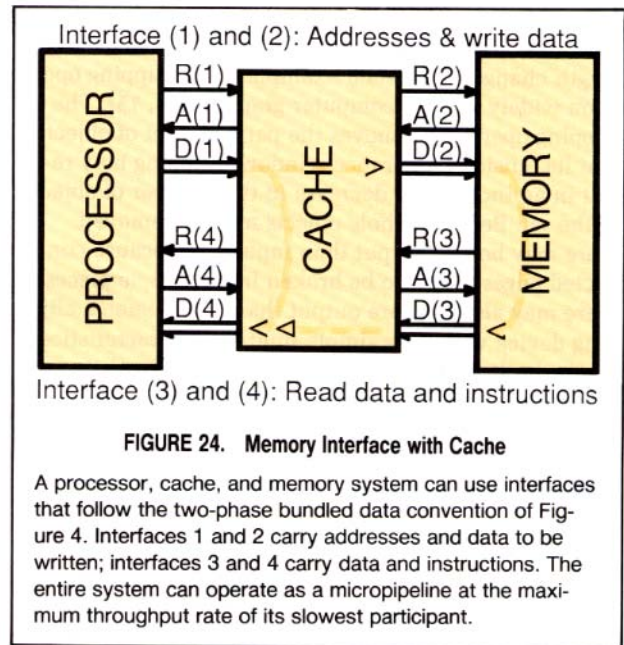 Interface (1) and (2): Addresses & write data
PROCESSOR
R(1)
A(1)
D(1)
R(4)
A(4)
D(4)
CACHE
R(2)
A(2)
D(2)
R(3)
A(3)
D(3)
MEMORY
Interface (3) and (4): Read data and instructions
FIGURE 24. Memory Interface with Cache
A processor, cache, and memory system can use interfaces
that follow the two-phase bundled data convention of Fig-
ure 4. Interfaces 1 and 2 carry addresses and data to be
written; interfaces 3 and 4 carry data and instructions. The
entire system can operate as a micropipeline at the maxi-
mum throughput rate of its slowest participant.